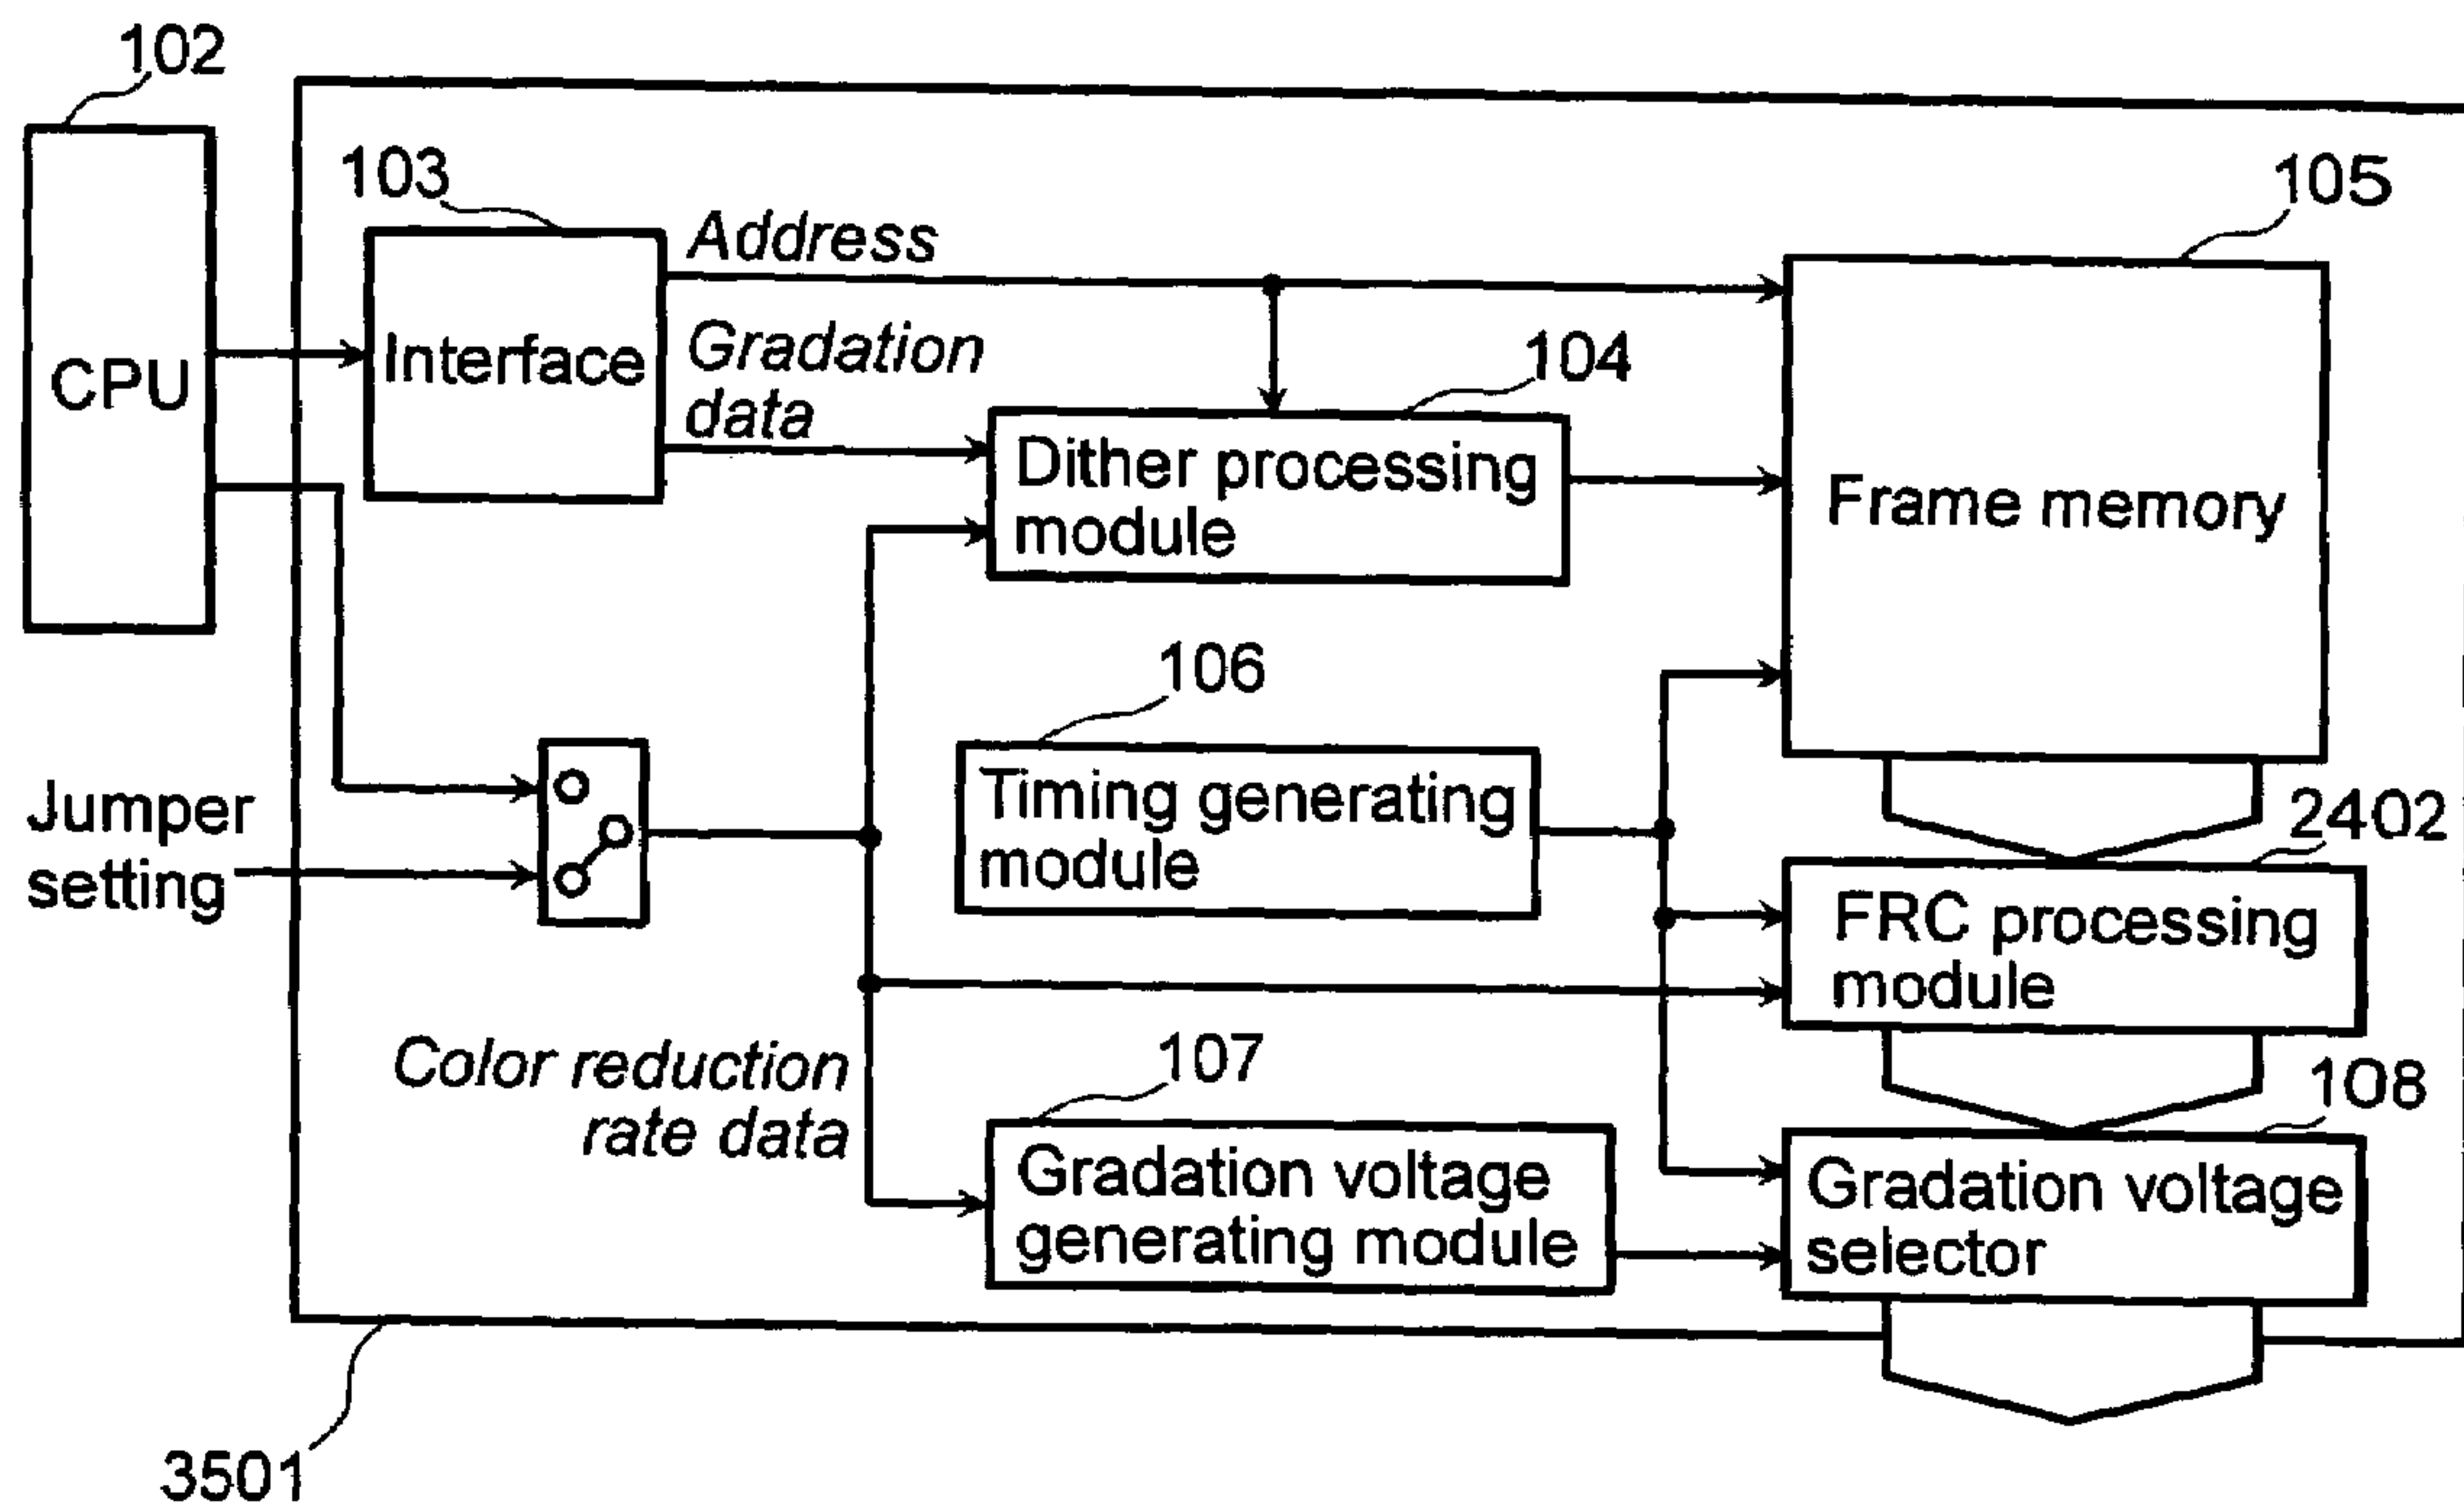 102
103
105
Address
Interface
Gradation
data
104
CPU
Dither processing
module
Frame memory
106
Jumper
setting
Timing generating
module
2402
FRC processing
module
Color reduction
rate data
107
108
Gradation voltage
generating module
Gradation voltage
selector
3501